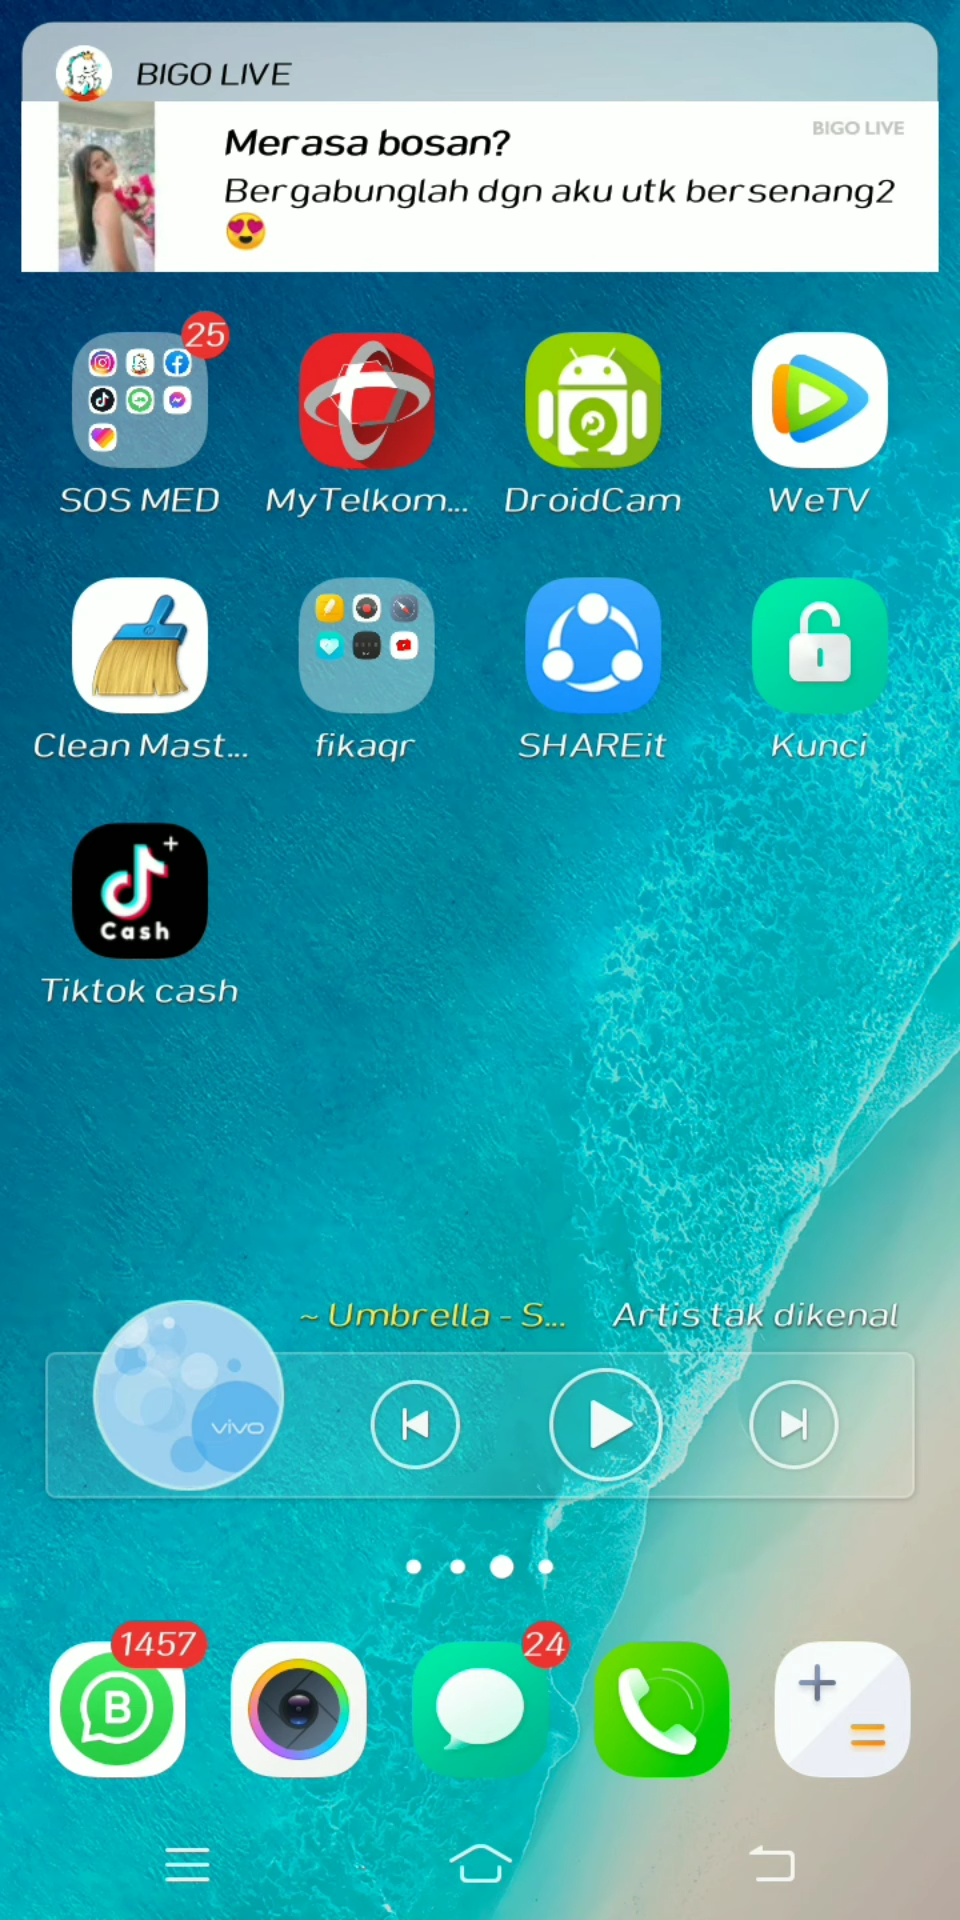 BIGO LIVE
BIGO LIVE
Merasa bosan?
Bergabunglah dgn aku utk bersenang2
😍
25
SOS MED
MyTelkom...
DroidCam
WeTV
Clean Mast...
fikaqr
SHAREit
Kunci
+
Cash
Tiktok cash
~ Umbrella - S...
Artis tak dikenal
vivo
1457
B
24